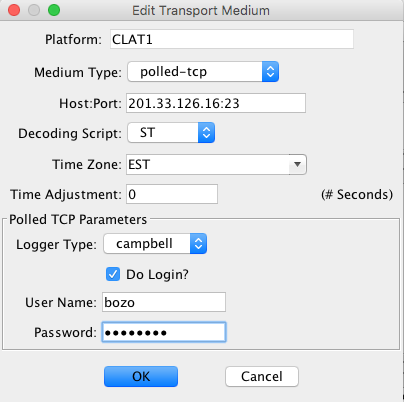 Edit Transport Medium
Platform: CLAT1
Medium Type: polled-tcp
Host:Port: 201.33.126.16:23
Decoding Script: ST
Time Zone: EST
Time Adjustment: 0 (# Seconds)
Polled TCP Parameters
Logger Type: campbell
Do Login?
User Name: bozo
Password: ••••••••
OK Cancel